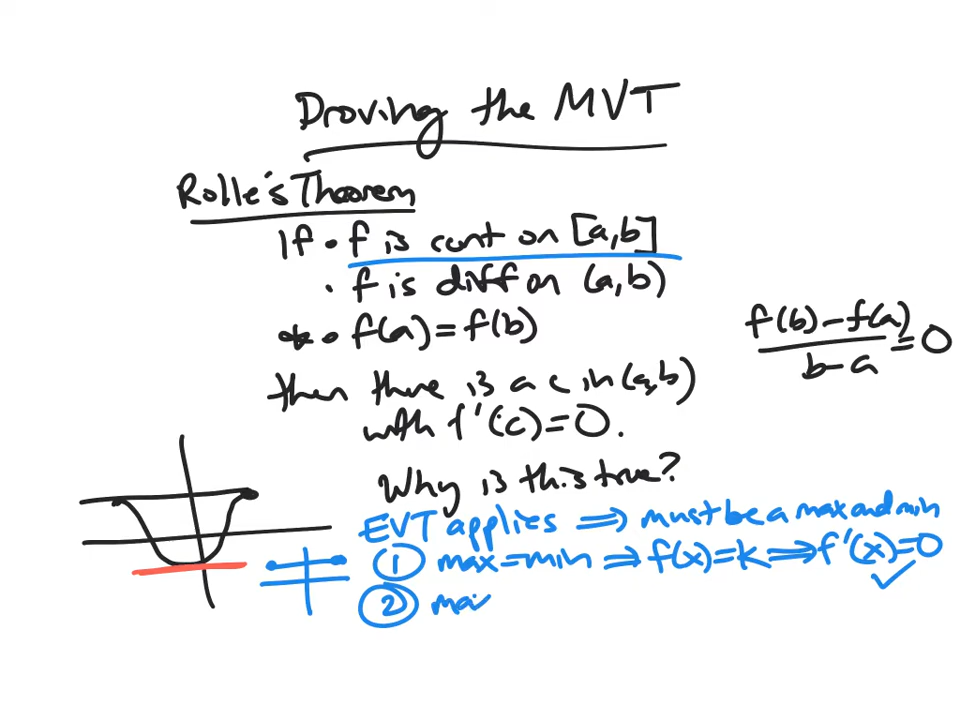 Proving the MVT
Rolle's Theorem
If • f is cont on [a,b]
• f is diff on (a,b)
* • f(a)=f(b)
f(b)-f(a)/b-a=0
then there is a c in (a,b)
with f'(c)=0.
Why is this true?
EVT applies ⟹ must be a max and min
① max=min ⟹ f(x)=k ⟹ f'(x)=0 ✓
② max